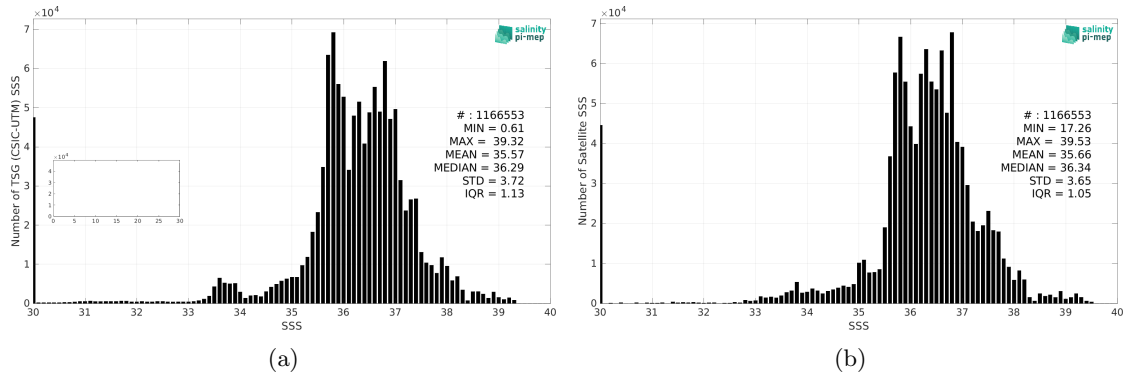 ×10⁴
7
6
5
4
3
2
1
0
Number of TSG (CSIC-UTM) SSS
salinity
pi-mep
# : 1166553
MIN = 0.61
MAX = 39.32
MEAN = 35.57
MEDIAN = 36.29
STD = 3.72
IQR = 1.13
×10⁴
4
3
2
1
0
0 5 10 15 20 25 30
30 31 32 33 34 35 36 37 38 39 40
SSS
(a)
×10⁴
7
6
5
4
3
2
1
0
Number of Satellite SSS
salinity
pi-mep
# : 1166553
MIN = 17.26
MAX = 39.53
MEAN = 35.66
MEDIAN = 36.34
STD = 3.65
IQR = 1.05
30 31 32 33 34 35 36 37 38 39 40
SSS
(b)